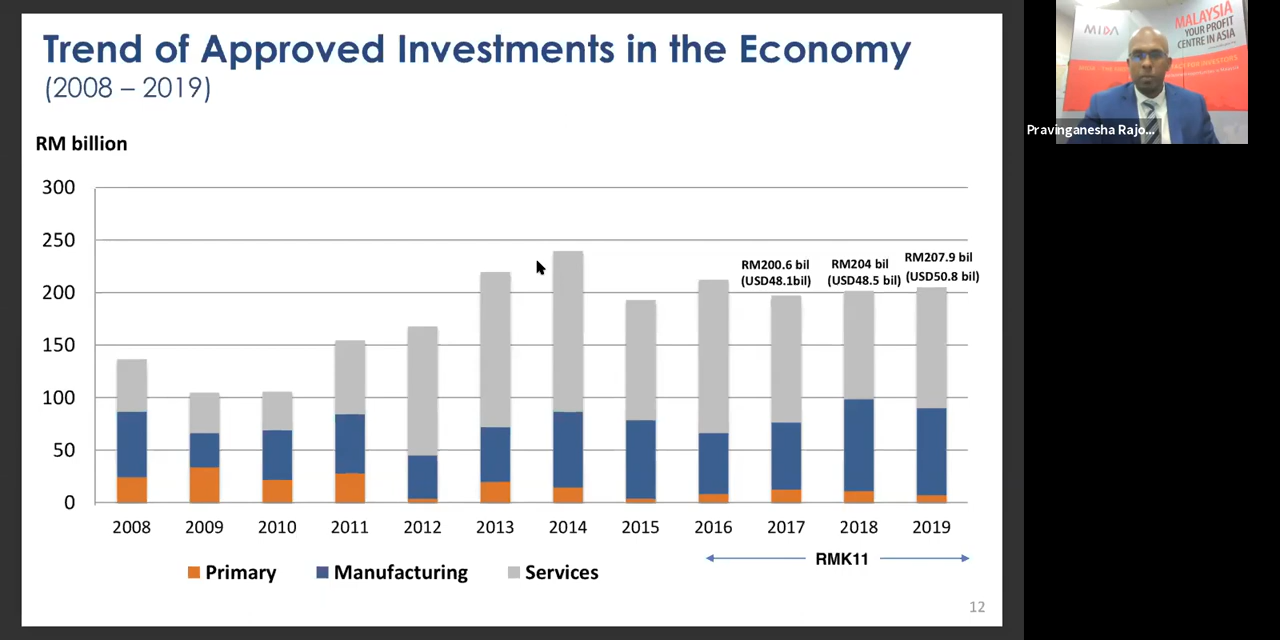 Trend of Approved Investments in the Economy
(2008 – 2019)
RM billion
300
250
200
150
100
50
0
RM200.6 bil
(USD48.1bil)
RM204 bil
(USD48.5 bil)
RM207.9 bil
(USD50.8 bil)
2008 2009 2010 2011 2012 2013 2014 2015 2016 2017 2018 2019
RMK11
Primary Manufacturing Services
12
MIDA
MALAYSIA
YOUR PROFIT
CENTRE IN ASIA
Pravinganesha Rajo...